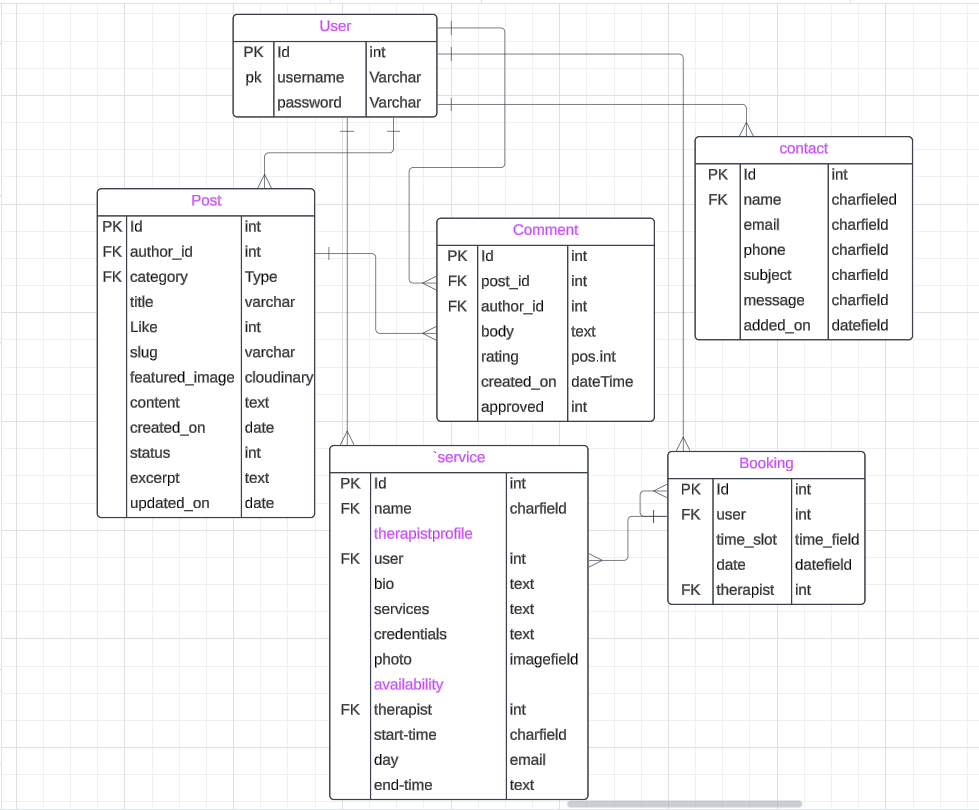 User
PK Id int
pk username Varchar
password Varchar
contact
PK Id int
FK name charfieled
email charfield
phone charfield
subject charfield
message charfield
added_on datefield
Post
PK Id int
FK author_id int
FK category Type
title varchar
Like int
slug varchar
featured_image cloudinary
content text
created_on date
status int
excerpt text
updated_on date
Comment
PK Id int
FK post_id int
FK author_id int
body text
rating pos.int
created_on dateTime
approved int
`service
PK Id int
FK name charfield
therapistprofile
FK user int
bio text
services text
credentials text
photo imagefield
availability
FK therapist int
start-time charfield
day email
end-time text
Booking
PK Id int
FK user int
time_slot time_field
date datefield
FK therapist int